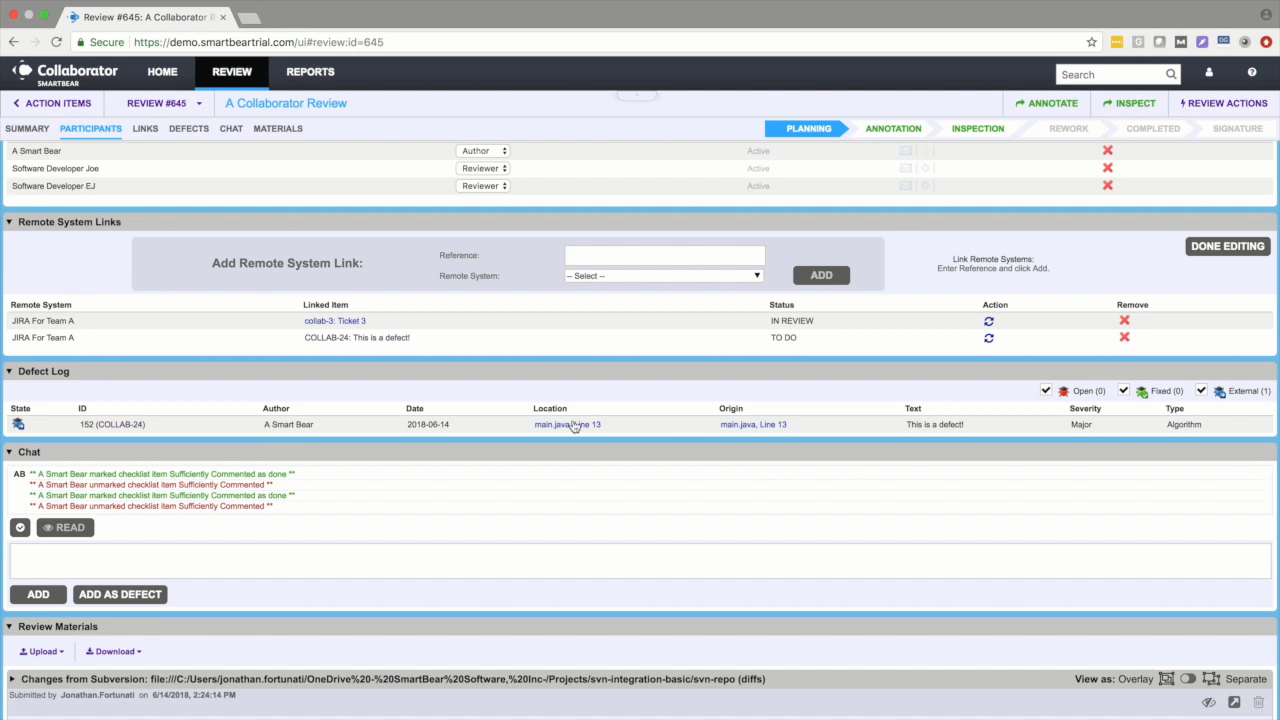 Review #645: A Collaborator R
Secure https://demo.smartbeartrial.com/ui#review:id=645
Collaborator HOME REVIEW REPORTS Search
SMARTBEAR
ACTION ITEMS REVIEW #645 A Collaborator Review ANNOTATE INSPECT REVIEW ACTIONS
SUMMARY PARTICIPANTS LINKS DEFECTS CHAT MATERIALS PLANNING ANNOTATION INSPECTION REWORK COMPLETED SIGNATURE
A Smart Bear Author Active
Software Developer Joe Reviewer Active
Software Developer EJ Reviewer Active
Remote System Links
Add Remote System Link: Reference: Link Remote Systems: DONE EDITING
Remote System: -- Select -- ADD Enter Reference and click Add.
Remote System Linked Item Status Action Remove
JIRA For Team A collab-3: Ticket 3 IN REVIEW
JIRA For Team A COLLAB-24: This is a defect! TO DO
Defect Log
Open (0) Fixed (0) External (1)
State ID Author Date Location Origin Text Severity Type
152 (COLLAB-24) A Smart Bear 2018-06-14 main.java, Line 13 main.java, Line 13 This is a defect! Major Algorithm
Chat
AB ** A Smart Bear marked checklist item Sufficiently Commented as done **
** A Smart Bear unmarked checklist item Sufficiently Commented **
** A Smart Bear marked checklist item Sufficiently Commented as done **
** A Smart Bear unmarked checklist item Sufficiently Commented **
READ
ADD ADD AS DEFECT
Review Materials
Upload Download
Changes from Subversion: file:///C:/Users/jonathan.fortunati/OneDrive%20-%20SmartBear%20Software,%20Inc-/Projects/svn-integration-basic/svn-repo (diffs) View as: Overlay Separate
Submitted by Jonathan.Fortunati on 6/14/2018, 2:24:14 PM